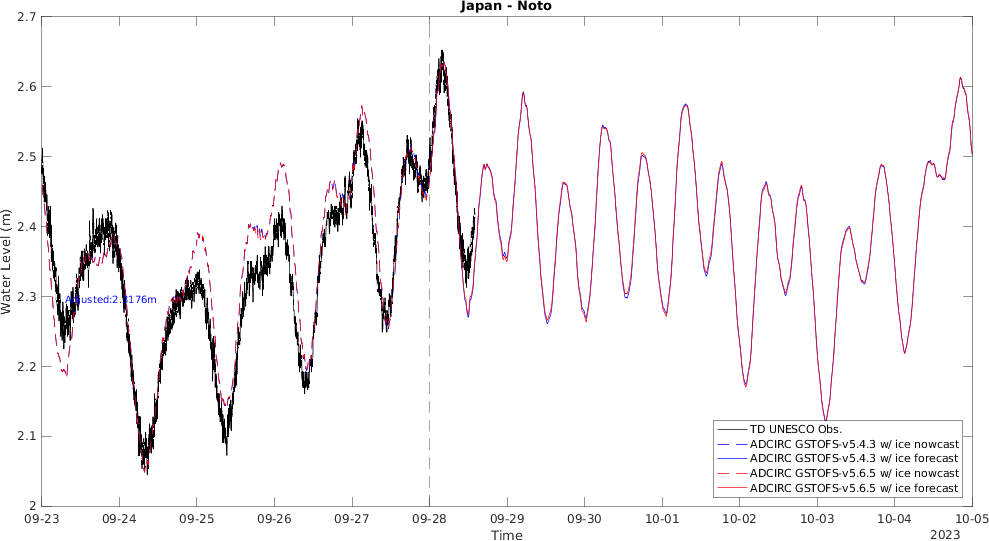 Japan - Noto
2.7
2.6
2.5
2.4
2.3
2.2
2.1
2
Water Level (m)
TD UNESCO Obs.
ADCIRC GSTOFS-v5.4.3 w/ ice nowcast
ADCIRC GSTOFS-v5.4.3 w/ ice forecast
ADCIRC GSTOFS-v5.6.5 w/ ice nowcast
ADCIRC GSTOFS-v5.6.5 w/ ice forecast
09-23 09-24 09-25 09-26 09-27 09-28 09-29 09-30 10-01 10-02 10-03 10-04 10-05
Time
2023